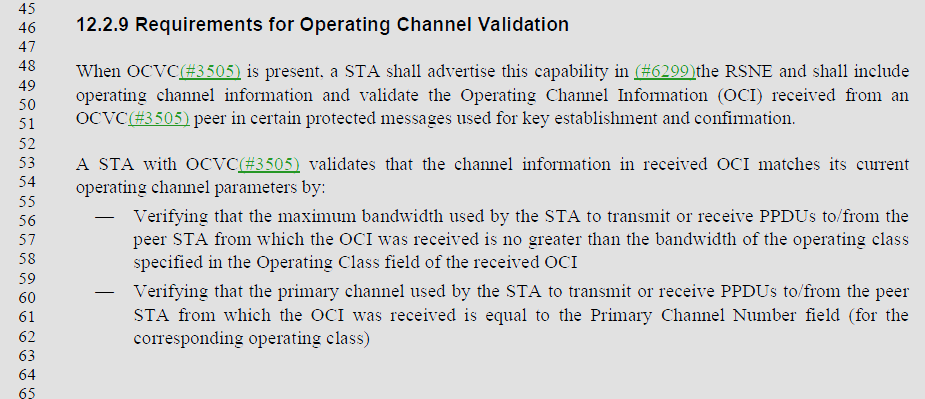 45
46 12.2.9 Requirements for Operating Channel Validation
47
48 When OCVC(#3505) is present, a STA shall advertise this capability in (#6299)the RSNE and shall include
49
50 operating channel information and validate the Operating Channel Information (OCI) received from an
51 OCVC(#3505) peer in certain protected messages used for key establishment and confirmation.
52
53 A STA with OCVC(#3505) validates that the channel information in received OCI matches its current
54 operating channel parameters by:
55
56 — Verifying that the maximum bandwidth used by the STA to transmit or receive PPDUs to/from the
57 peer STA from which the OCI was received is no greater than the bandwidth of the operating class
58 specified in the Operating Class field of the received OCI
59
60 — Verifying that the primary channel used by the STA to transmit or receive PPDUs to/from the peer
61 STA from which the OCI was received is equal to the Primary Channel Number field (for the
62 corresponding operating class)
63
64
65